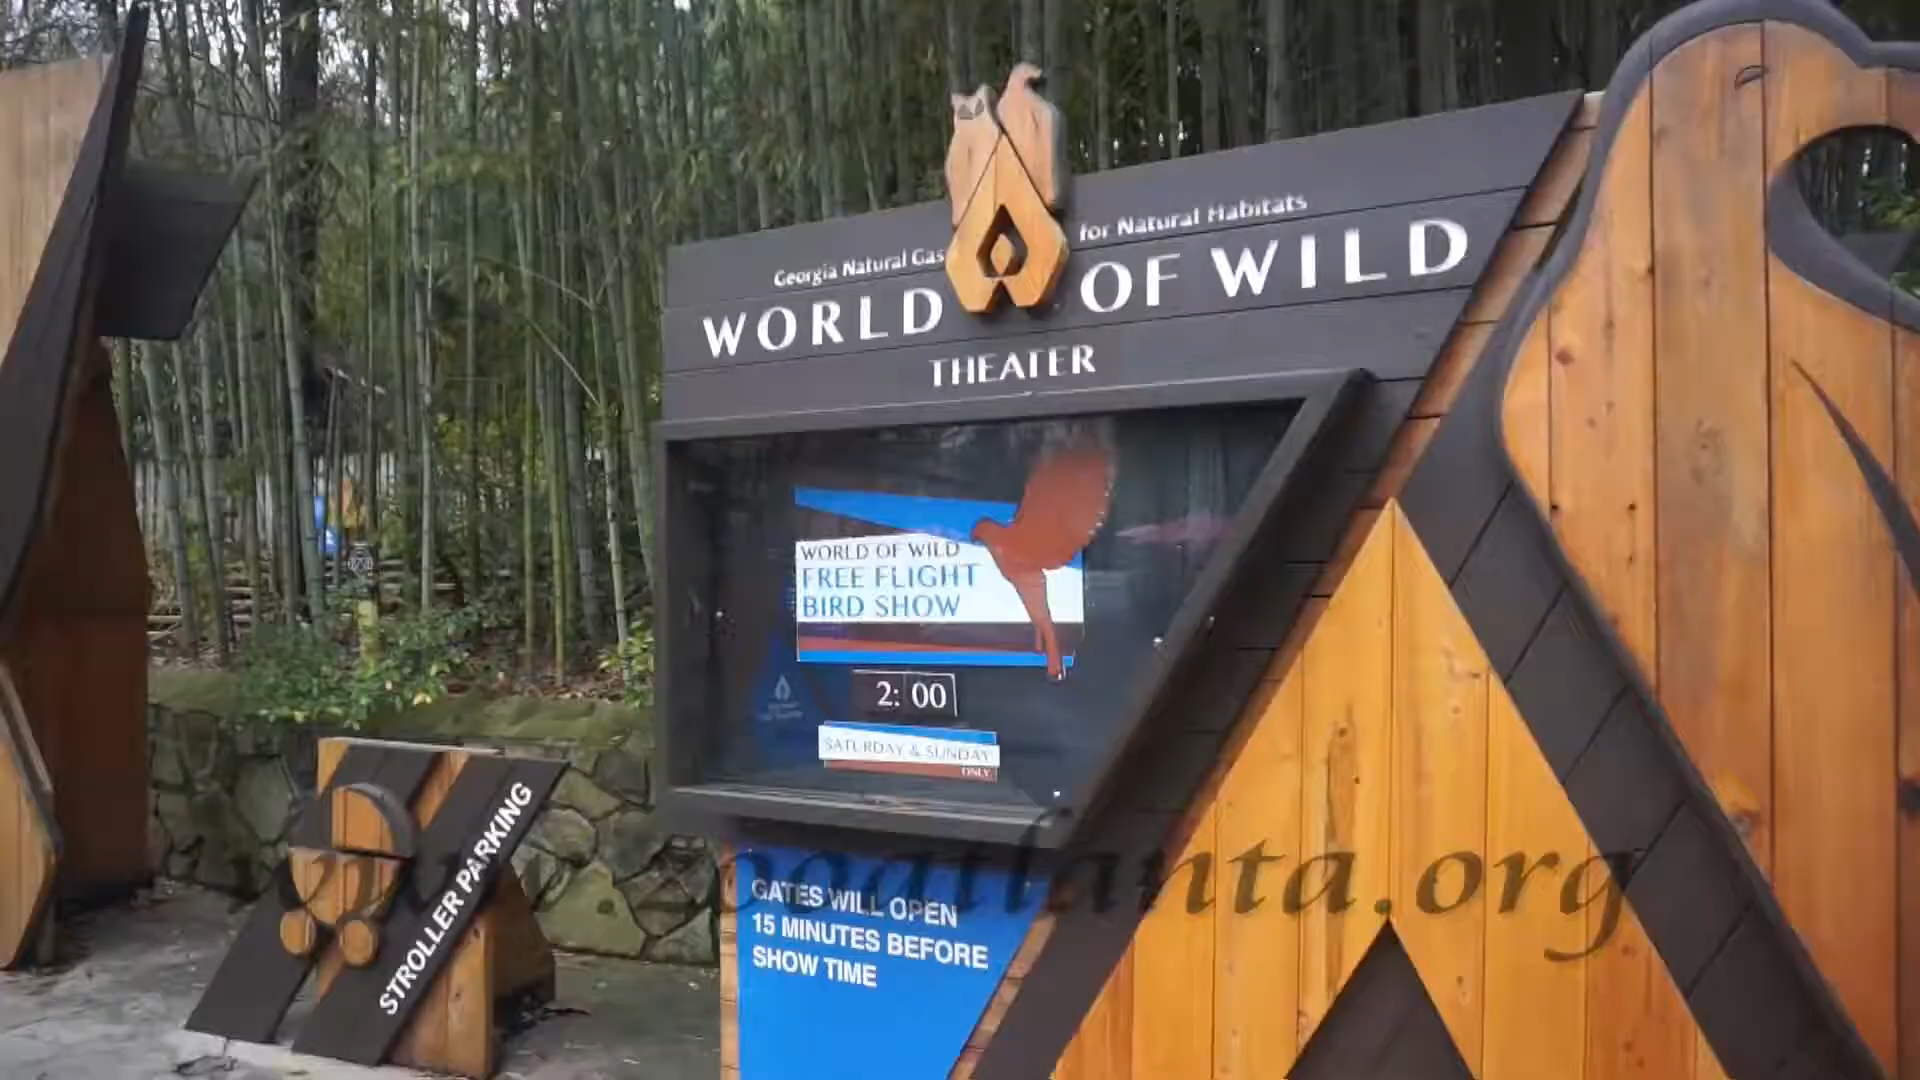 Georgia Natural Gas for Natural Habitats
WORLD OF WILD
THEATER
WORLD OF WILD
FREE FLIGHT
BIRD SHOW
2:00
SATURDAY & SUNDAY
ONLY
GATES WILL OPEN
15 MINUTES BEFORE
SHOW TIME
STROLLER PARKING
www.zooatlanta.org